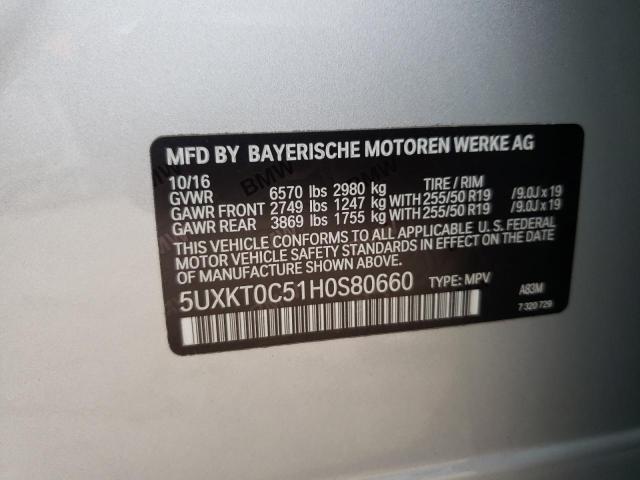 MFD BY BAYERISCHE MOTOREN WERKE AG
10/16 TIRE / RIM
GVWR 6570 lbs 2980 kg
GAWR FRONT 2749 lbs 1247 kg WITH 255/50 R19 /9.0J x 19
GAWR REAR 3869 lbs 1755 kg WITH 255/50 R19 /9.0J x 19
THIS VEHICLE CONFORMS TO ALL APPLICABLE U. S. FEDERAL
MOTOR VEHICLE SAFETY STANDARDS IN EFFECT ON THE
DATE OF MANUFACTURE SHOWN ABOVE.
5UXKT0C51H0S80660 TYPE: MPV A83M
7 320 729